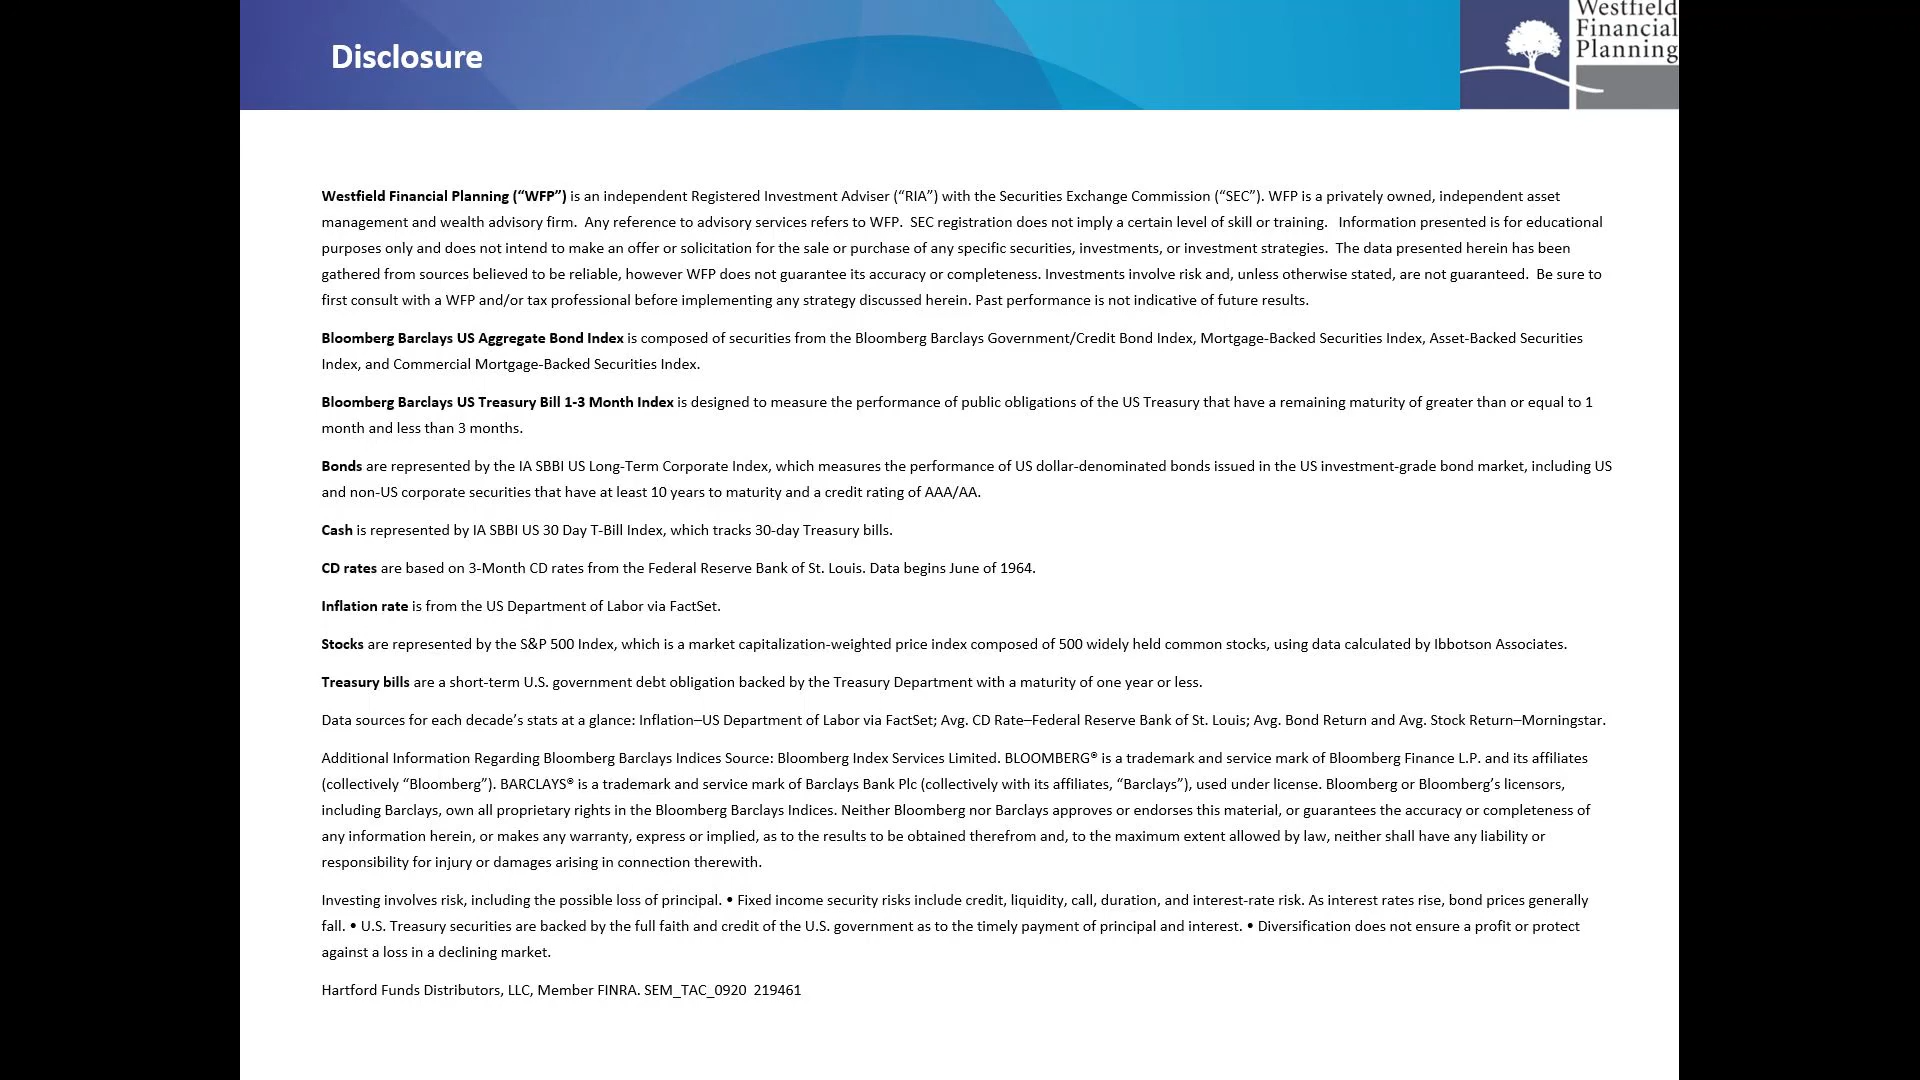 Disclosure
Westfield
Financial
Planning
Westfield Financial Planning (“WFP”) is an independent Registered Investment Adviser (“RIA”) with the Securities Exchange Commission (“SEC”). WFP is a privately owned, independent asset
management and wealth advisory firm.  Any reference to advisory services refers to WFP.  SEC registration does not imply a certain level of skill or training.   Information presented is for educational
purposes only and does not intend to make an offer or solicitation for the sale or purchase of any specific securities, investments, or investment strategies.  The data presented herein has been
gathered from sources believed to be reliable, however WFP does not guarantee its accuracy or completeness. Investments involve risk and, unless otherwise stated, are not guaranteed.  Be sure to
first consult with a WFP and/or tax professional before implementing any strategy discussed herein. Past performance is not indicative of future results.
Bloomberg Barclays US Aggregate Bond Index is composed of securities from the Bloomberg Barclays Government/Credit Bond Index, Mortgage-Backed Securities Index, Asset-Backed Securities
Index, and Commercial Mortgage-Backed Securities Index.
Bloomberg Barclays US Treasury Bill 1-3 Month Index is designed to measure the performance of public obligations of the US Treasury that have a remaining maturity of greater than or equal to 1
month and less than 3 months.
Bonds are represented by the IA SBBI US Long-Term Corporate Index, which measures the performance of US dollar-denominated bonds issued in the US investment-grade bond market, including US
and non-US corporate securities that have at least 10 years to maturity and a credit rating of AAA/AA.
Cash is represented by IA SBBI US 30 Day T-Bill Index, which tracks 30-day Treasury bills.
CD rates are based on 3-Month CD rates from the Federal Reserve Bank of St. Louis. Data begins June of 1964.
Inflation rate is from the US Department of Labor via FactSet.
Stocks are represented by the S&P 500 Index, which is a market capitalization-weighted price index composed of 500 widely held common stocks, using data calculated by Ibbotson Associates.
Treasury bills are a short-term U.S. government debt obligation backed by the Treasury Department with a maturity of one year or less.
Data sources for each decade’s stats at a glance: Inflation–US Department of Labor via FactSet; Avg. CD Rate–Federal Reserve Bank of St. Louis; Avg. Bond Return and Avg. Stock Return–Morningstar.
Additional Information Regarding Bloomberg Barclays Indices Source: Bloomberg Index Services Limited. BLOOMBERG® is a trademark and service mark of Bloomberg Finance L.P. and its affiliates
(collectively “Bloomberg”). BARCLAYS® is a trademark and service mark of Barclays Bank Plc (collectively with its affiliates, “Barclays”), used under license. Bloomberg or Bloomberg’s licensors,
including Barclays, own all proprietary rights in the Bloomberg Barclays Indices. Neither Bloomberg nor Barclays approves or endorses this material, or guarantees the accuracy or completeness of
any information herein, or makes any warranty, express or implied, as to the results to be obtained therefrom and, to the maximum extent allowed by law, neither shall have any liability or
responsibility for injury or damages arising in connection therewith.
Investing involves risk, including the possible loss of principal. • Fixed income security risks include credit, liquidity, call, duration, and interest-rate risk. As interest rates rise, bond prices generally
fall. • U.S. Treasury securities are backed by the full faith and credit of the U.S. government as to the timely payment of principal and interest. • Diversification does not ensure a profit or protect
against a loss in a declining market.
Hartford Funds Distributors, LLC, Member FINRA. SEM_TAC_0920  219461